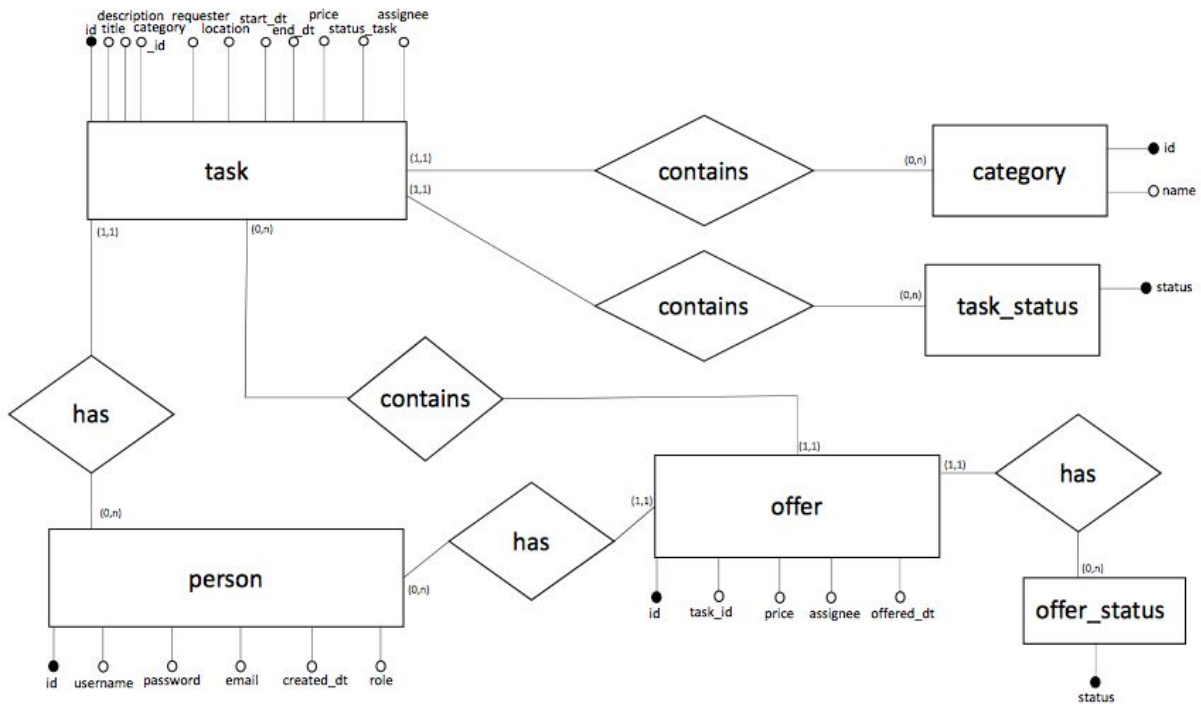 id
title
description
category
_id
requester
location
start_dt
end_dt
price
status_task
assignee
task
(1,1)
(1,1)
(1,1)
(0,n)
contains
(0,n)
category
id
name
contains
(0,n)
task_status
status
has
contains
(1,1)
(0,n)
person
(0,n)
id
username
password
email
created_dt
role
has
(1,1)
offer
(1,1)
id
task_id
price
assignee
offered_dt
has
(0,n)
offer_status
status